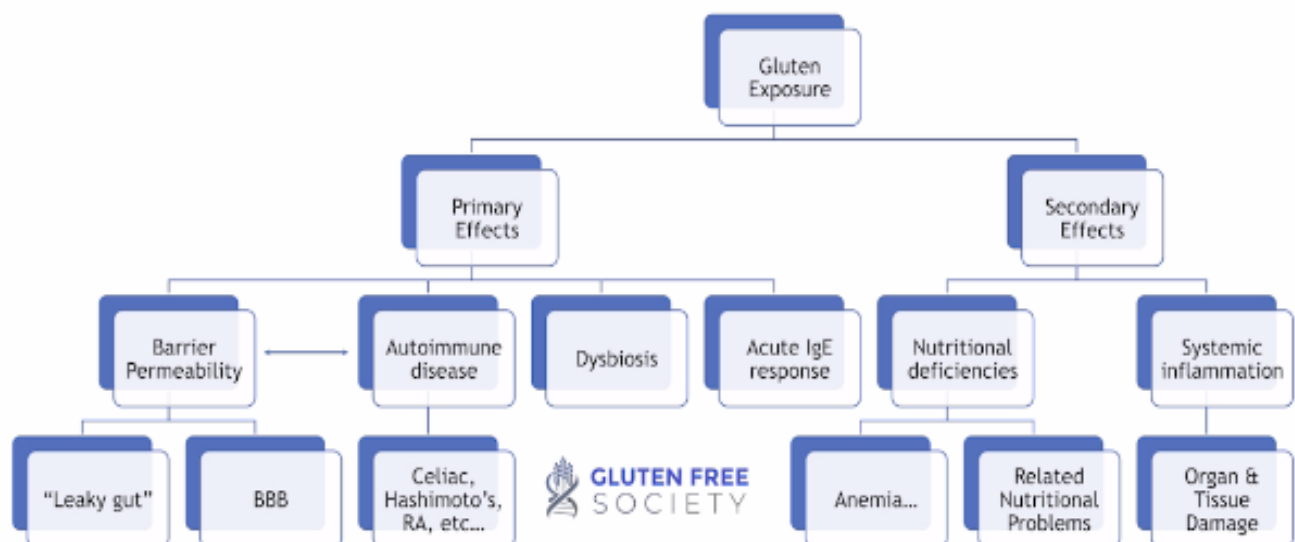 Gluten
Exposure
Primary
Effects
Secondary
Effects
Barrier
Permeability
Autoimmune
disease
Dysbiosis
Acute IgE
response
Nutritional
deficiencies
Systemic
inflammation
“Leaky gut”
BBB
Celiac,
Hashimoto’s,
RA, etc…
GLUTEN FREE
SOCIETY
Anemia…
Related
Nutritional
Problems
Organ &
Tissue
Damage